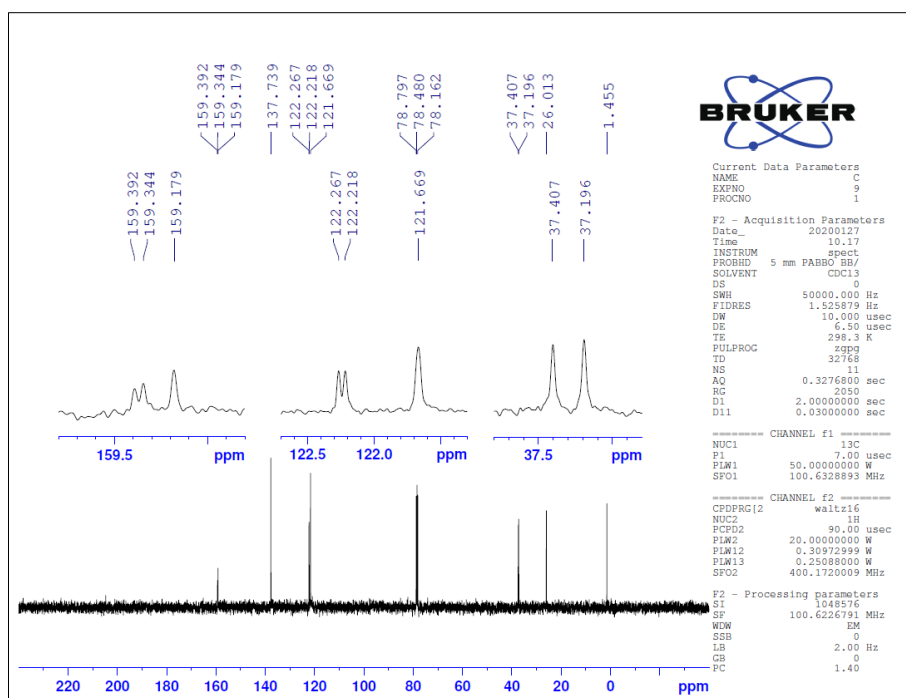 159.392
159.344
159.179
137.739
122.267
122.218
121.669
78.797
78.480
78.162
37.407
37.196
26.013
1.455
159.392
159.344
159.179
122.267
122.218
121.669
37.407
37.196
159.5 ppm
122.5 122.0 ppm
37.5 ppm
220 200 180 160 140 120 100 80 60 40 20 0 ppm
BRUKER
Current Data Parameters
NAME C
EXPNO 9
PROCNO 1
F2 - Acquisition Parameters
Date_ 20200127
Time 10.17
INSTRUM spect
PROBHD 5 mm PABBO BB/
SOLVENT CDCl3
DS 0
SWH 50000.000 Hz
FIDRES 1.525879 Hz
DW 10.000 usec
DE 6.50 usec
TE 298.3 K
PULPROG zgpg
TD 32768
NS 11
AQ 0.3276800 sec
RG 2050
D1 2.00000000 sec
D11 0.03000000 sec
======== CHANNEL f1 ========
NUC1 13C
P1 7.00 usec
PLW1 50.00000000 W
SFO1 100.6328893 MHz
======== CHANNEL f2 ========
CPDPRG[2 waltz16
NUC2 1H
PCPD2 90.00 usec
PLW2 20.00000000 W
PLW12 0.30972999 W
PLW13 0.25088000 W
SFO2 400.1720009 MHz
F2 - Processing parameters
SI 1048576
SF 100.6226791 MHz
WDW EM
SSB 0
LB 2.00 Hz
GB 0
PC 1.40